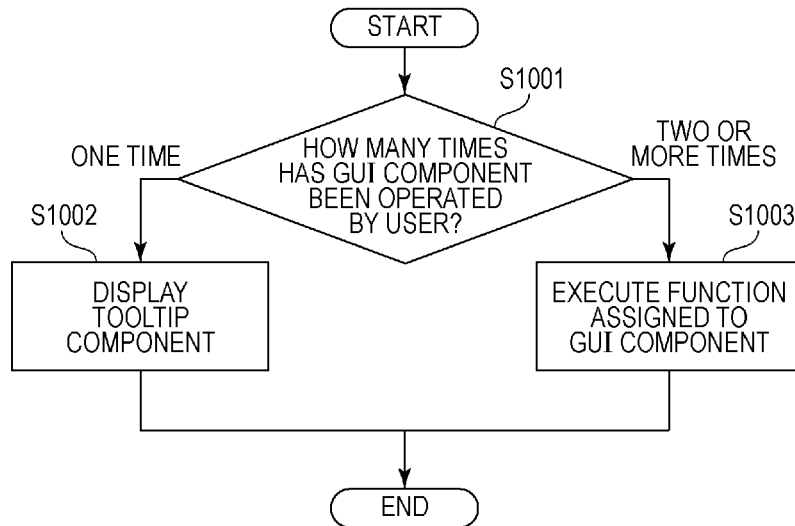 START
S1001
HOW MANY TIMES
HAS GUI COMPONENT
BEEN OPERATED
BY USER?
ONE TIME
TWO OR
MORE TIMES
S1002
DISPLAY
TOOLTIP
COMPONENT
S1003
EXECUTE FUNCTION
ASSIGNED TO
GUI COMPONENT
END